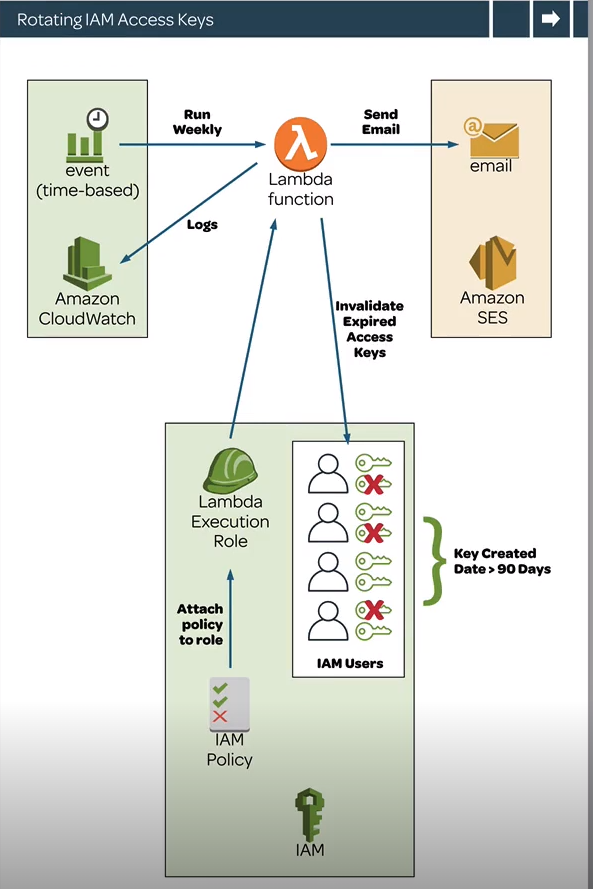 Rotating IAM Access Keys
Run
Weekly
Send
Email
event
(time-based)
Lambda
function
@
email
Logs
Amazon
CloudWatch
Amazon
SES
Invalidate
Expired
Access
Keys
Lambda
Execution
Role
Key Created
Date > 90 Days
Attach
policy
to role
IAM Users
IAM
Policy
IAM